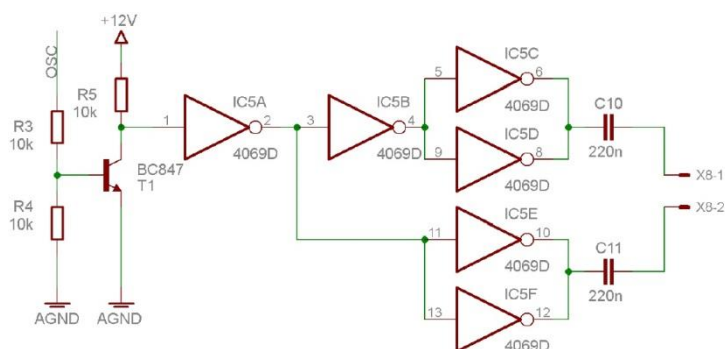 +12V
OSC
R3
10k
R4
10k
R5
10k
BC847
T1
AGND
AGND
1
IC5A
2
4069D
3
IC5B
4
4069D
5
IC5C
6
4069D
9
IC5D
8
4069D
11
IC5E
10
4069D
13
IC5F
12
4069D
C10
220n
C11
220n
X8-1
X8-2